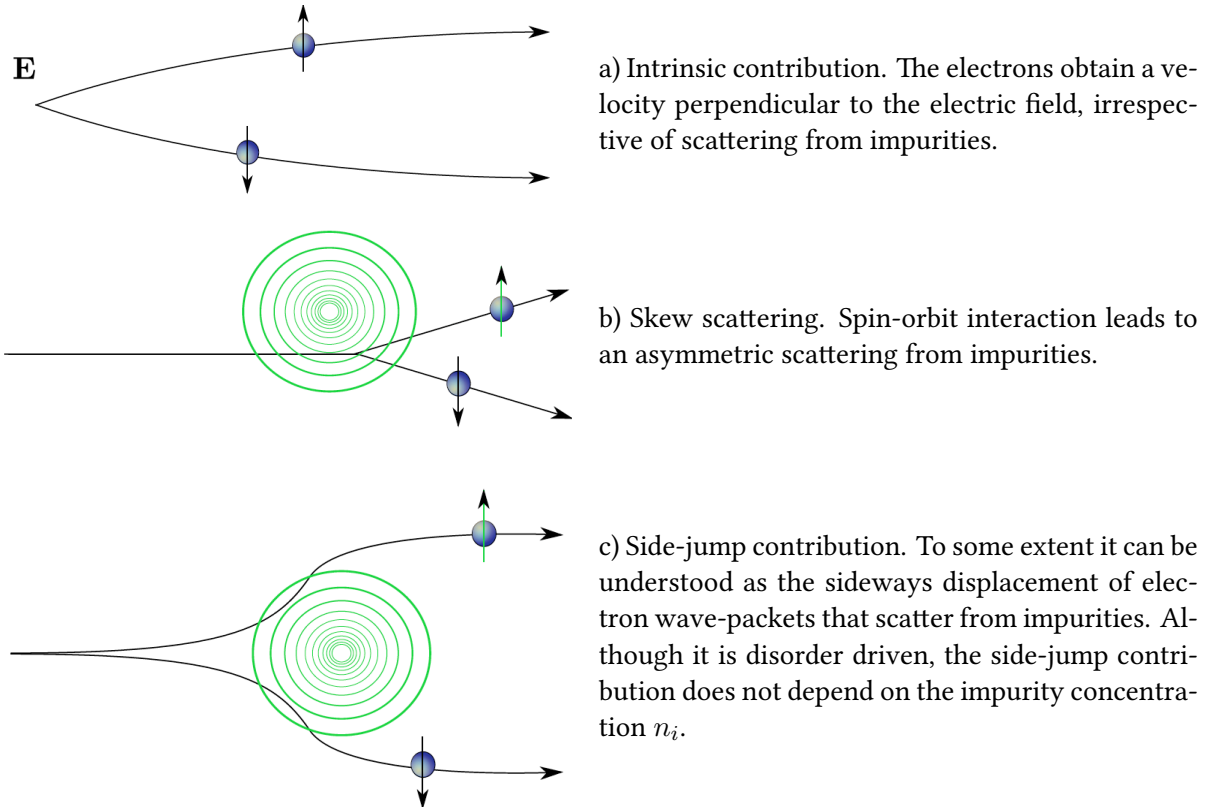 E
a) Intrinsic contribution. The electrons obtain a ve-
locity perpendicular to the electric field, irrespec-
tive of scattering from impurities.
b) Skew scattering. Spin-orbit interaction leads to
an asymmetric scattering from impurities.
c) Side-jump contribution. To some extent it can be
understood as the sideways displacement of elec-
tron wave-packets that scatter from impurities. Al-
though it is disorder driven, the side-jump contri-
bution does not depend on the impurity concentra-
tion nᵢ.